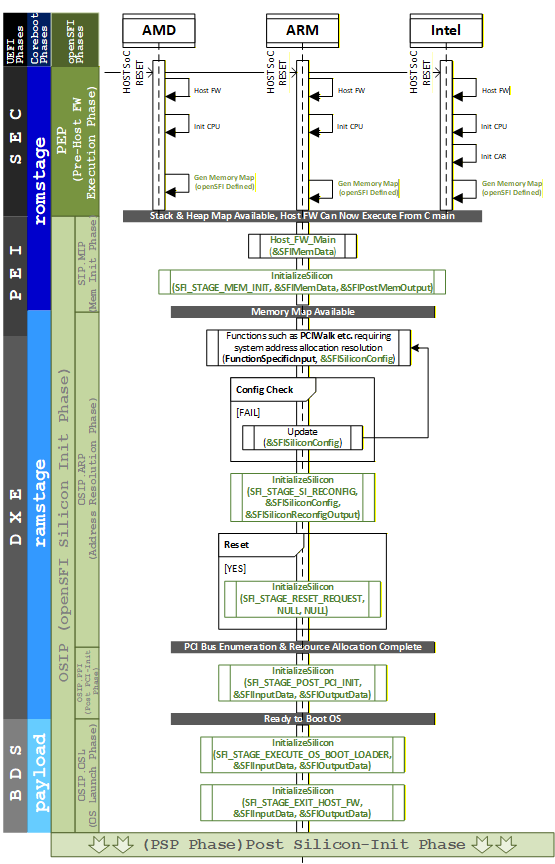 UEFI
Phases
Coreboot
Phases
openSFI
Phases
AMD
ARM
Intel
HOST SoC
RESET
HOST SoC
RESET
HOST SoC
RESET
Host FW
Host FW
Host FW
Init CPU
Init CPU
Init CPU
Init CAR
Gen Memory Map
(openSFI Defined)
Gen Memory Map
(openSFI Defined)
Gen Memory Map
(openSFI Defined)
SEC
PEI
DXE
BDS
romstage
ramstage
payload
PEP
(Pre-Host FW
Execution Phase)
OSIP (openSFI Silicon Init Phase)
SIP.MIP
(Mem Init Phase)
OSIP.ARP
(Address Resolution Phase)
OSIP.PPI
(Post PCI-Init
Phase)
OSIP.OSL
(OS Launch Phase)
Stack & Heap Map Available, Host FW Can Now Execute From C main
Host_FW_Main
(&SFIMemData)
InitializeSilicon
(SFI_STAGE_MEM_INIT, &SFIMemData, &SFIPostMemOutput)
Memory Map Available
Functions such as PCIWalk etc. requiring
system address allocation resolution
(FunctionSpecificInput, &SFISiliconConfig)
Config Check
[FAIL]
Update
(&SFISiliconConfig)
InitializeSilicon
(SFI_STAGE_SI_RECONFIG,
&SFISiliconConfig,
&SFISiliconReconfigOutput)
Reset
[YES]
InitializeSilicon
(SFI_STAGE_RESET_REQUEST,
NULL, NULL)
PCI Bus Enumeration & Resource Allocation Complete
InitializeSilicon
(SFI_STAGE_POST_PCI_INIT,
&SFIInputData, &SFIOutputData)
Ready to Boot OS
InitializeSilicon
(SFI_STAGE_EXECUTE_OS_BOOT_LOADER,
&SFIInputData, &SFIOutputData)
InitializeSilicon
(SFI_STAGE_EXIT_HOST_FW,
&SFIInputData, &SFIOutputData)
(PSP Phase)Post Silicon-Init Phase